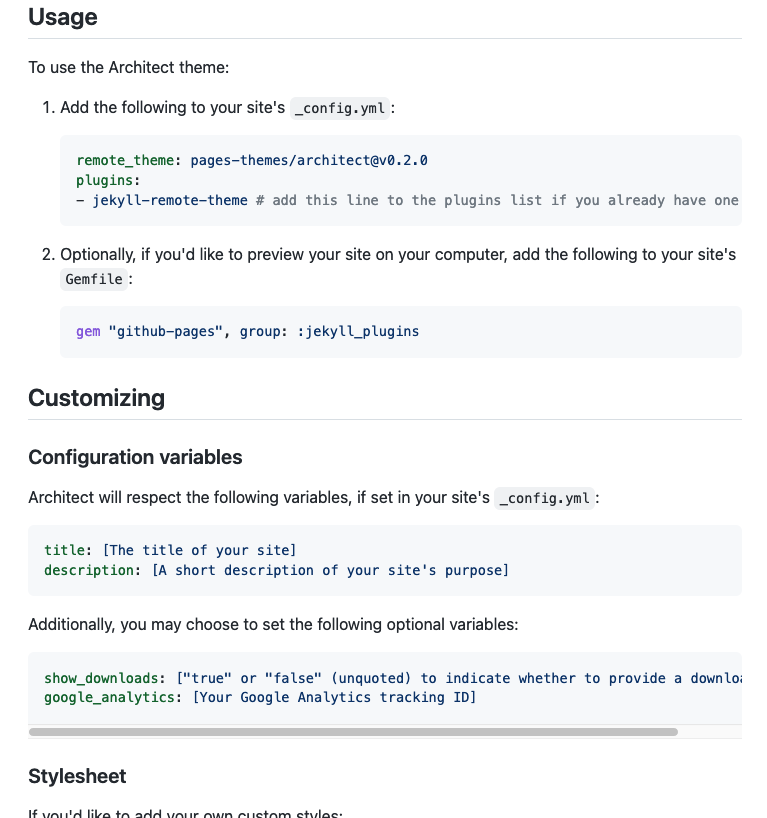 Usage
To use the Architect theme:
1. Add the following to your site's _config.yml:
remote_theme: pages-themes/architect@v0.2.0
plugins:
- jekyll-remote-theme # add this line to the plugins list if you already have one
2. Optionally, if you'd like to preview your site on your computer, add the following to your site's
Gemfile:
gem "github-pages", group: :jekyll_plugins
Customizing
Configuration variables
Architect will respect the following variables, if set in your site's _config.yml:
title: [The title of your site]
description: [A short description of your site's purpose]
Additionally, you may choose to set the following optional variables:
show_downloads: ["true" or "false" (unquoted) to indicate whether to provide a
google_analytics: [Your Google Analytics tracking ID]
Stylesheet
If you'd like to add your own custom styles: